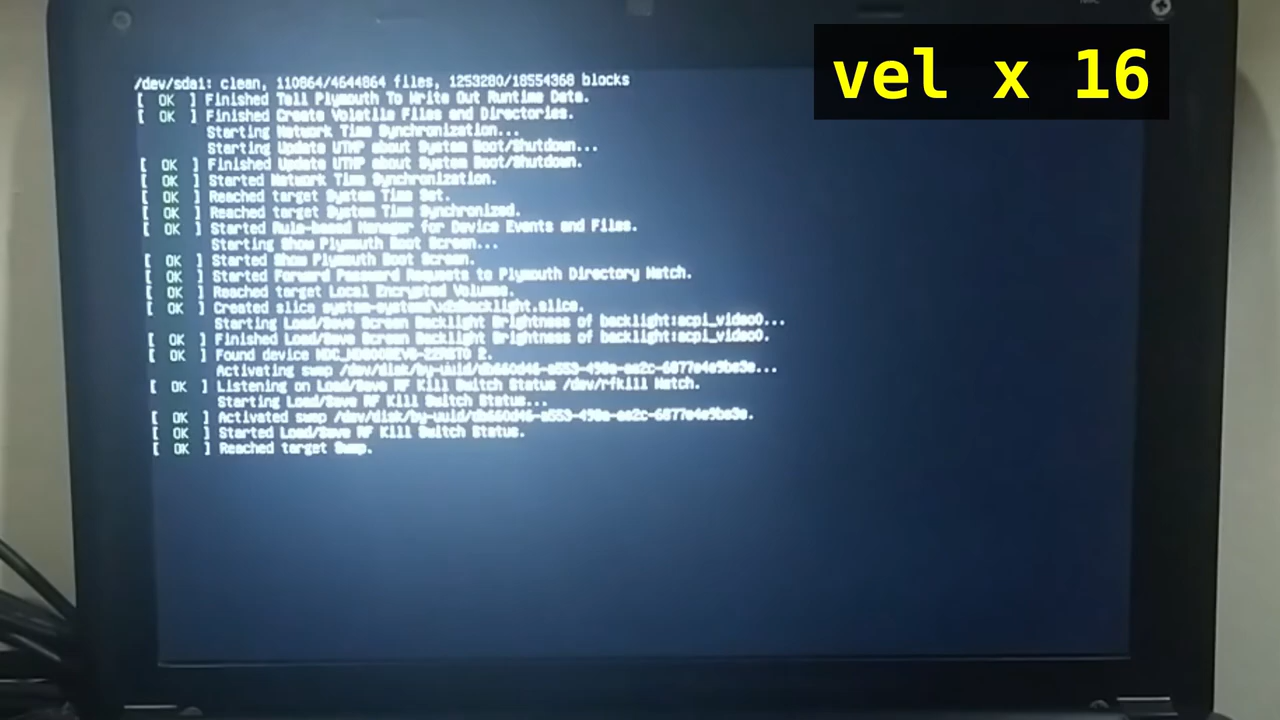 vel x 16
/dev/sda1: clean, 110864/4644864 files, 1253280/18554368 blocks
[ OK ] Finished Tell Plymouth To Write Out Runtime Data.
[ OK ] Finished Create Volatile Files and Directories.
Starting Network Time Synchronization...
Starting Update UTMP about System Boot/Shutdown...
[ OK ] Finished Update UTMP about System Boot/Shutdown.
[ OK ] Started Network Time Synchronization.
[ OK ] Reached target System Time Set.
[ OK ] Reached target System Time Synchronized.
[ OK ] Started Rule-based Manager for Device Events and Files.
Starting Show Plymouth Boot Screen...
[ OK ] Started Show Plymouth Boot Screen.
[ OK ] Started Forward Password Requests to Plymouth Directory Watch.
[ OK ] Reached target Local Encrypted Volumes.
[ OK ] Created slice system-systemd\x2dbacklight.slice.
Starting Load/Save Screen Backlight Brightness of backlight:acpi_video0...
[ OK ] Finished Load/Save Screen Backlight Brightness of backlight:acpi_video0.
[ OK ] Found device 2.
Activating swap
[ OK ] Listening on Load/Save RF Kill Switch Status /dev/rfkill Watch.
Starting Load/Save RF Kill Switch Status...
[ OK ] Activated swap
[ OK ] Started Load/Save RF Kill Switch Status.
[ OK ] Reached target Swap.